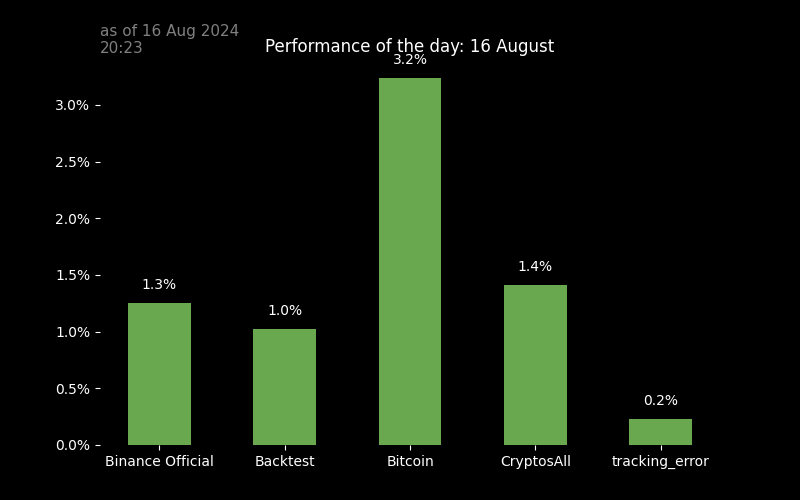 as of 16 Aug 2024
20:23
Performance of the day: 16 August
3.2%
3.0%
2.5%
2.0%
1.5%
1.0%
0.5%
0.0%
1.3%
1.0%
1.4%
0.2%
Binance Official
Backtest
Bitcoin
CryptosAll
tracking_error